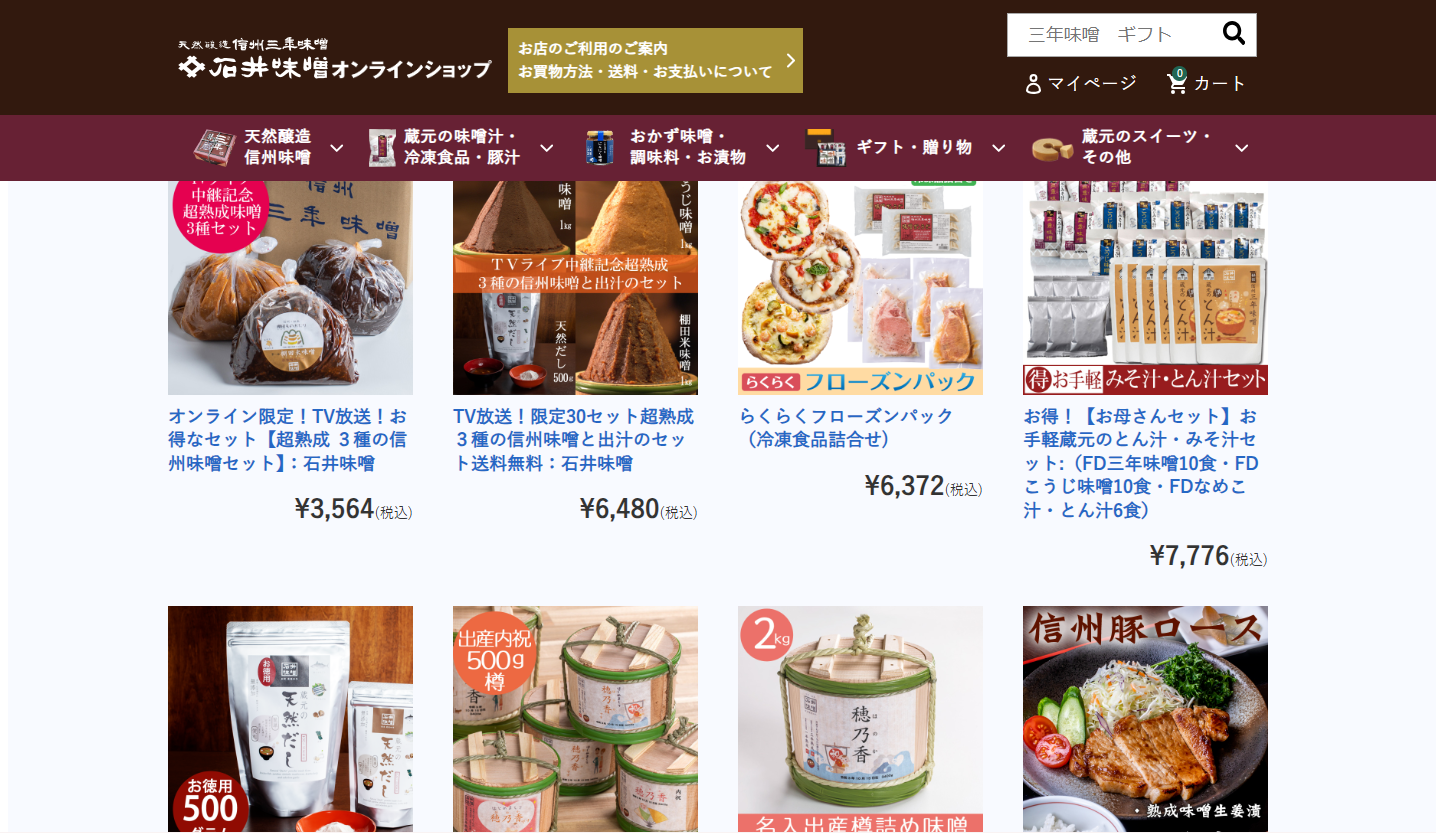 天然醸造信州三年味噌
石井味噌オンラインショップ
お店のご利用のご案内
お買物方法・送料・お支払いについて
三年味噌　ギフト
マイページ
0
カート
天然醸造
信州味噌
蔵元の味噌汁・
冷凍食品・豚汁
おかず味噌・
調味料・お漬物
ギフト・贈り物
蔵元のスイーツ・
その他
中継記念
超熟成味噌
3種セット
信州
三年味噌
味噌
1kg
うじ味噌
1kg
TVライブ中継記念超熟成
3種の信州味噌と出汁のセット
天然だし
500g
棚田米味噌
1kg
らくらく フローズンパック
とん汁
得お手軽 みそ汁・とん汁セット
オンライン限定！TV放送！お
得なセット【超熟成 ３種の信
州味噌セット】：石井味噌
¥3,564(税込)
TV放送！限定30セット超熟成
３種の信州味噌と出汁のセッ
ト送料無料：石井味噌
¥6,480(税込)
らくらくフローズンパック
（冷凍食品詰合せ）
¥6,372(税込)
お得！【お母さんセット】お
手軽蔵元のとん汁・みそ汁セ
ット:（FD三年味噌10食・FD
こうじ味噌10食・FDなめこ
汁・とん汁6食）
¥7,776(税込)
お徳用
蔵元の
天然だし
蔵元の
天然だし
お徳用
500
グラム
出産内祝
500g
樽
穂乃香
穂乃香
2kg
穂乃香
名入出産樽詰め味噌
信州豚ロース
・熟成味噌生姜漬